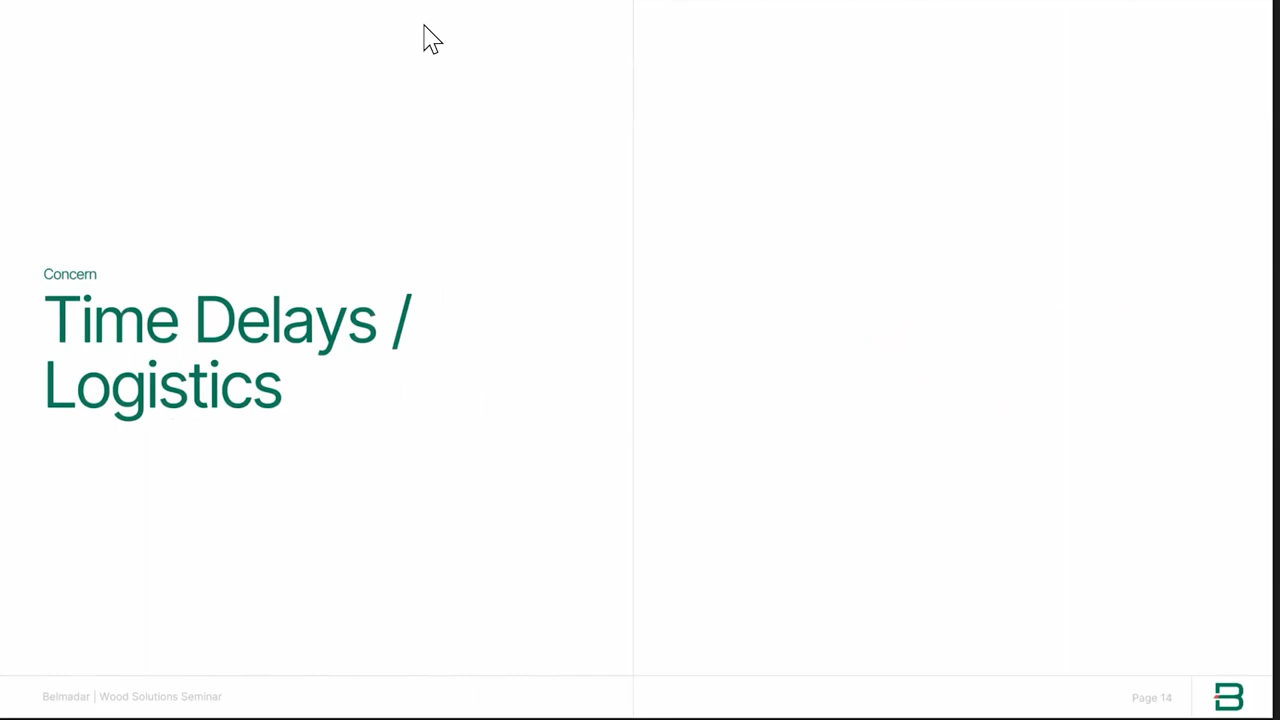 Concern
Time Delays /
Logistics
Belmadar | Wood Solutions Seminar
Page 14
B